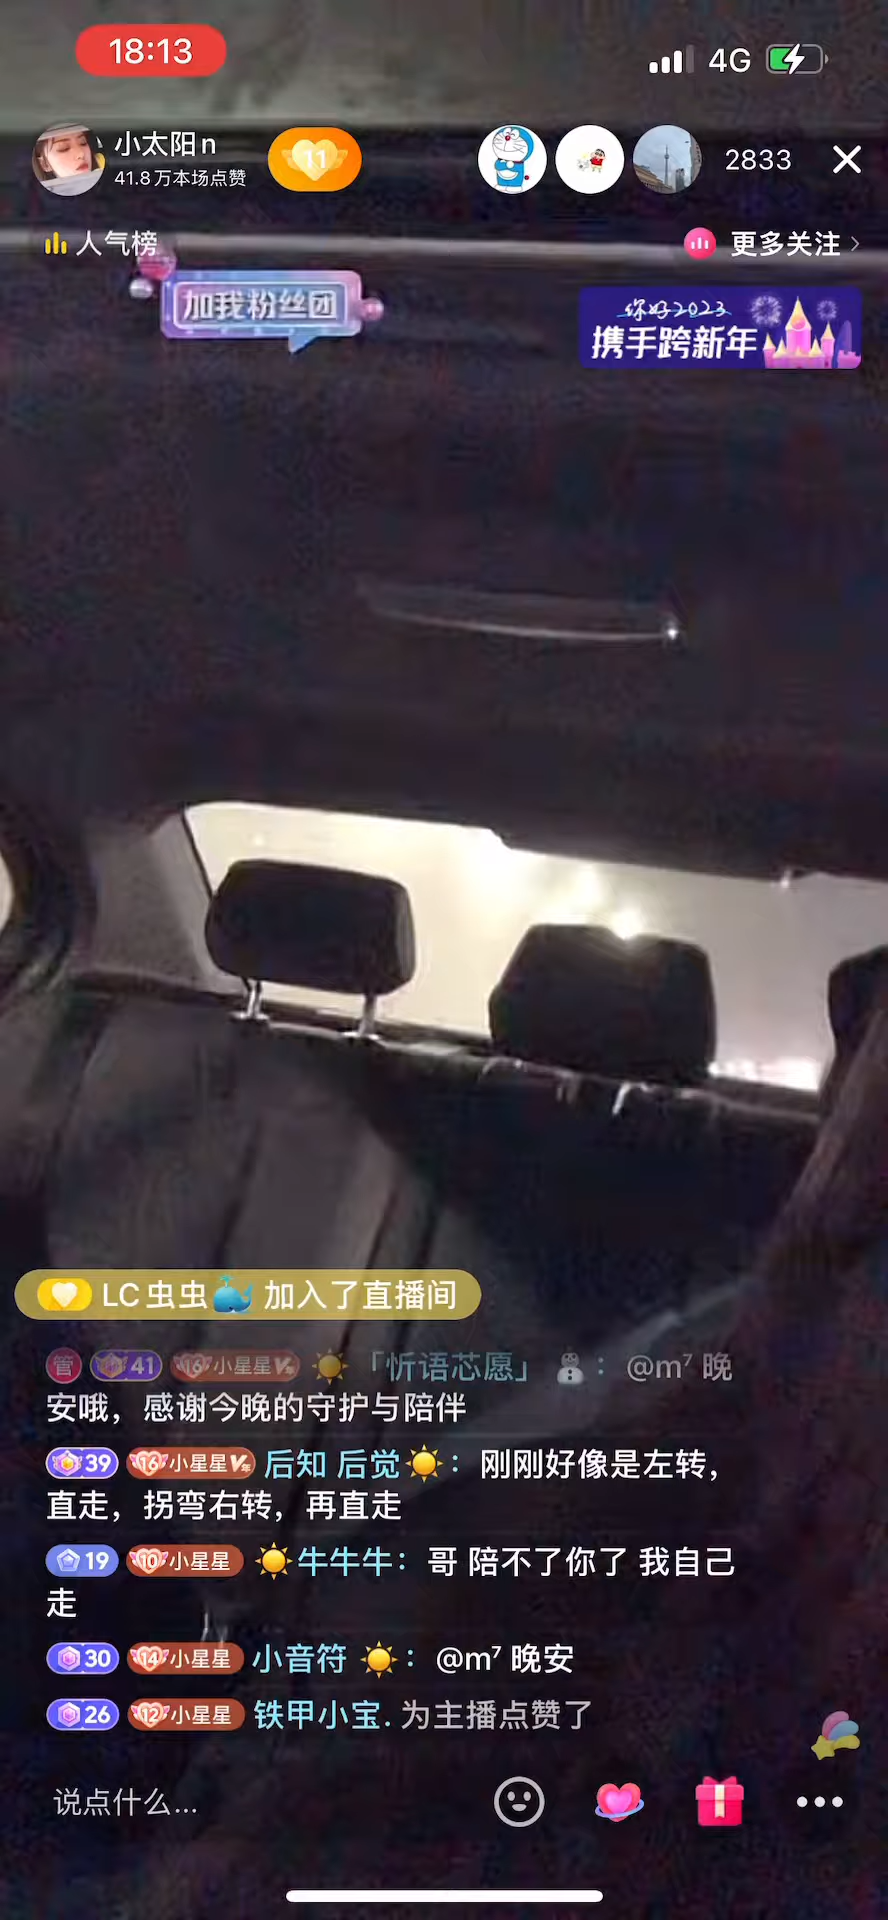 18:13
4G
小太阳n
41.8万本场点赞
11
2833
人气榜
更多关注
加我粉丝团
你好2023
携手跨新年
LC虫虫 加入了直播间
管 41 16 小星星V年 「忻语芯愿」 ： @m⁷ 晚
安哦，感谢今晚的守护与陪伴
39 16 小星星V年 后知 后觉 ： 刚刚好像是左转，
直走，拐弯右转，再直走
19 10 小星星 牛牛牛： 哥 陪不了你了 我自己
走
30 14 小星星 小音符 ： @m⁷ 晚安
26 12 小星星 铁甲小宝. 为主播点赞了
说点什么...